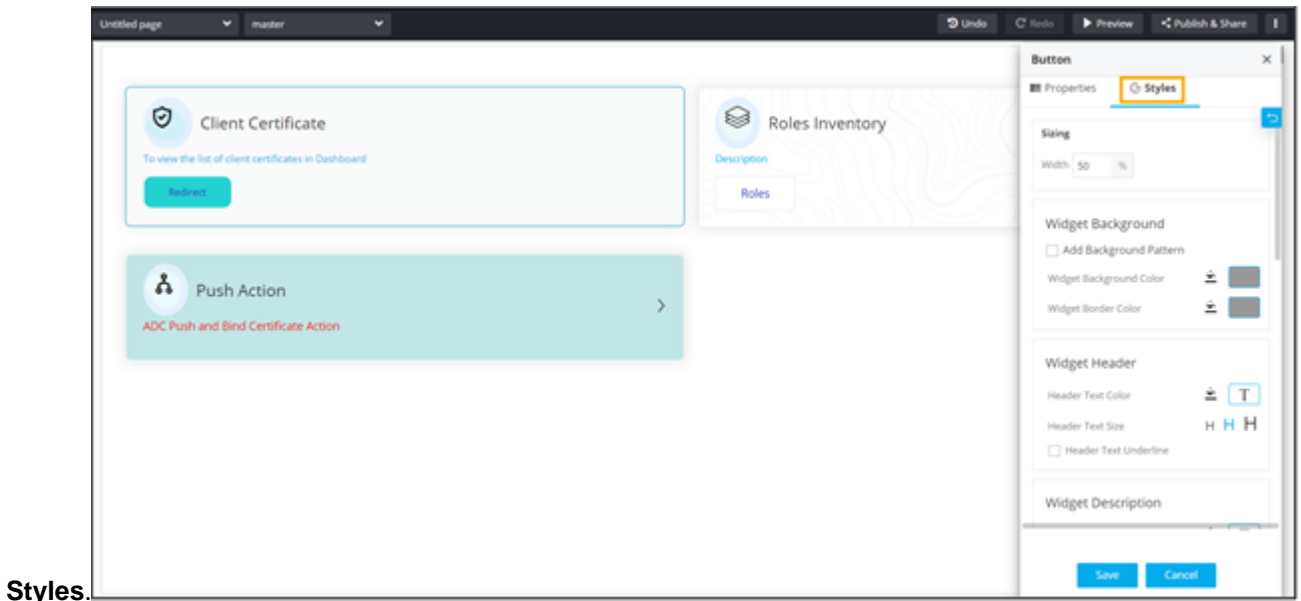 Untitled page master Undo Redo Preview Publish & Share
Button
Properties Styles
Client Certificate
To view the list of client certificates in Dashboard
Redirect
Roles Inventory
Description
Roles
Push Action
ADC Push and Bind Certificate Action
Sizing
Width 50 %
Widget Background
Add Background Pattern
Widget Background Color
Widget Border Color
Widget Header
Header Text Color T
Header Text Size H H H
Header Text Underline
Widget Description
Save Cancel
Styles.